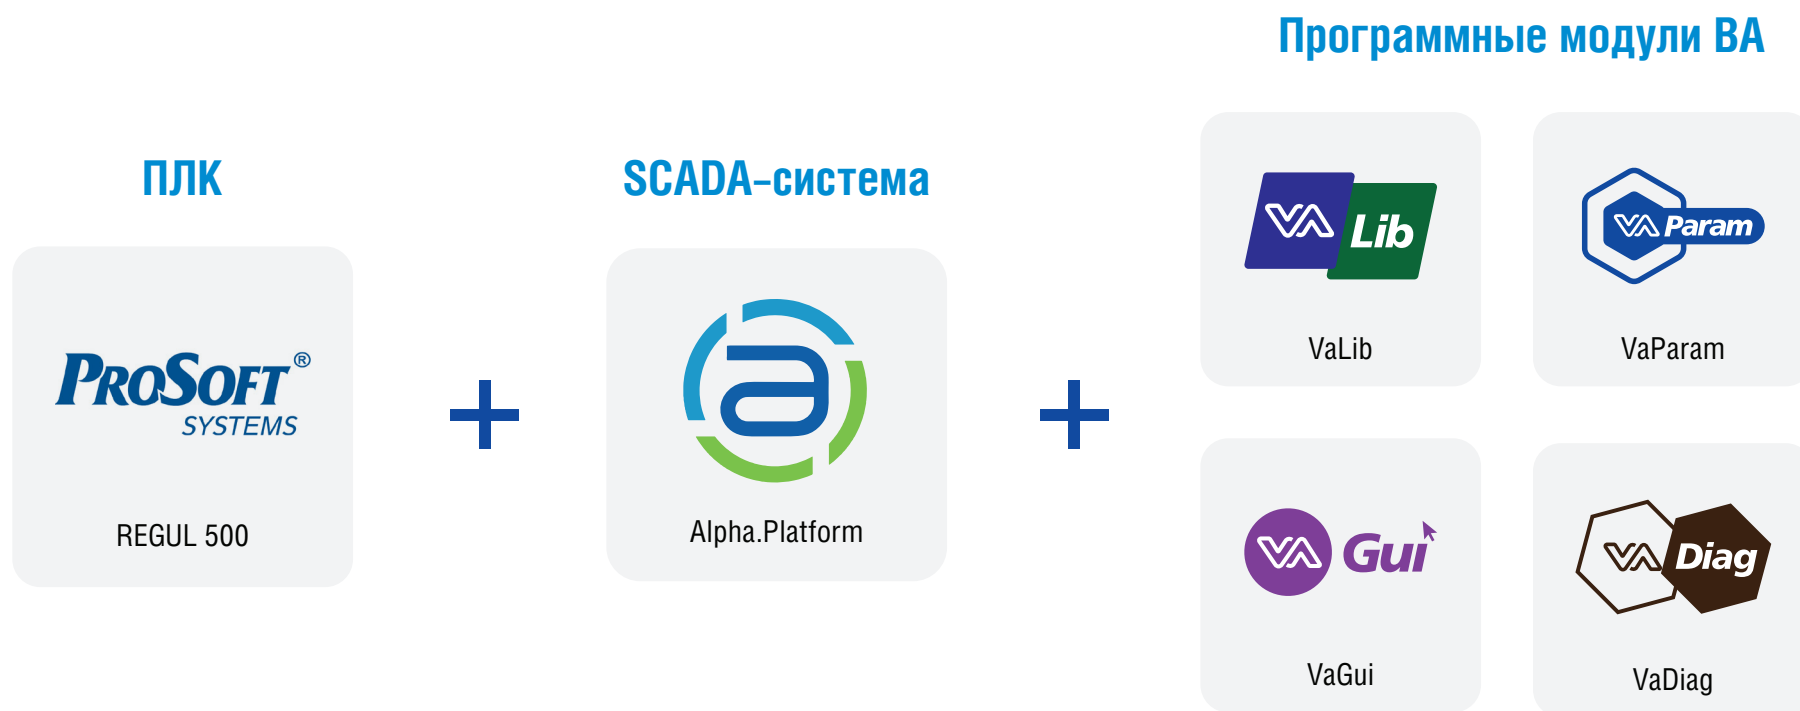 Программные модули ВА
ПЛК
SCADA-система
VA Lib
VA Param
VaLib
VaParam
PROSOFT®
SYSTEMS
a
REGUL 500
Alpha.Platform
VA Gui
VA Diag
VaGui
VaDiag